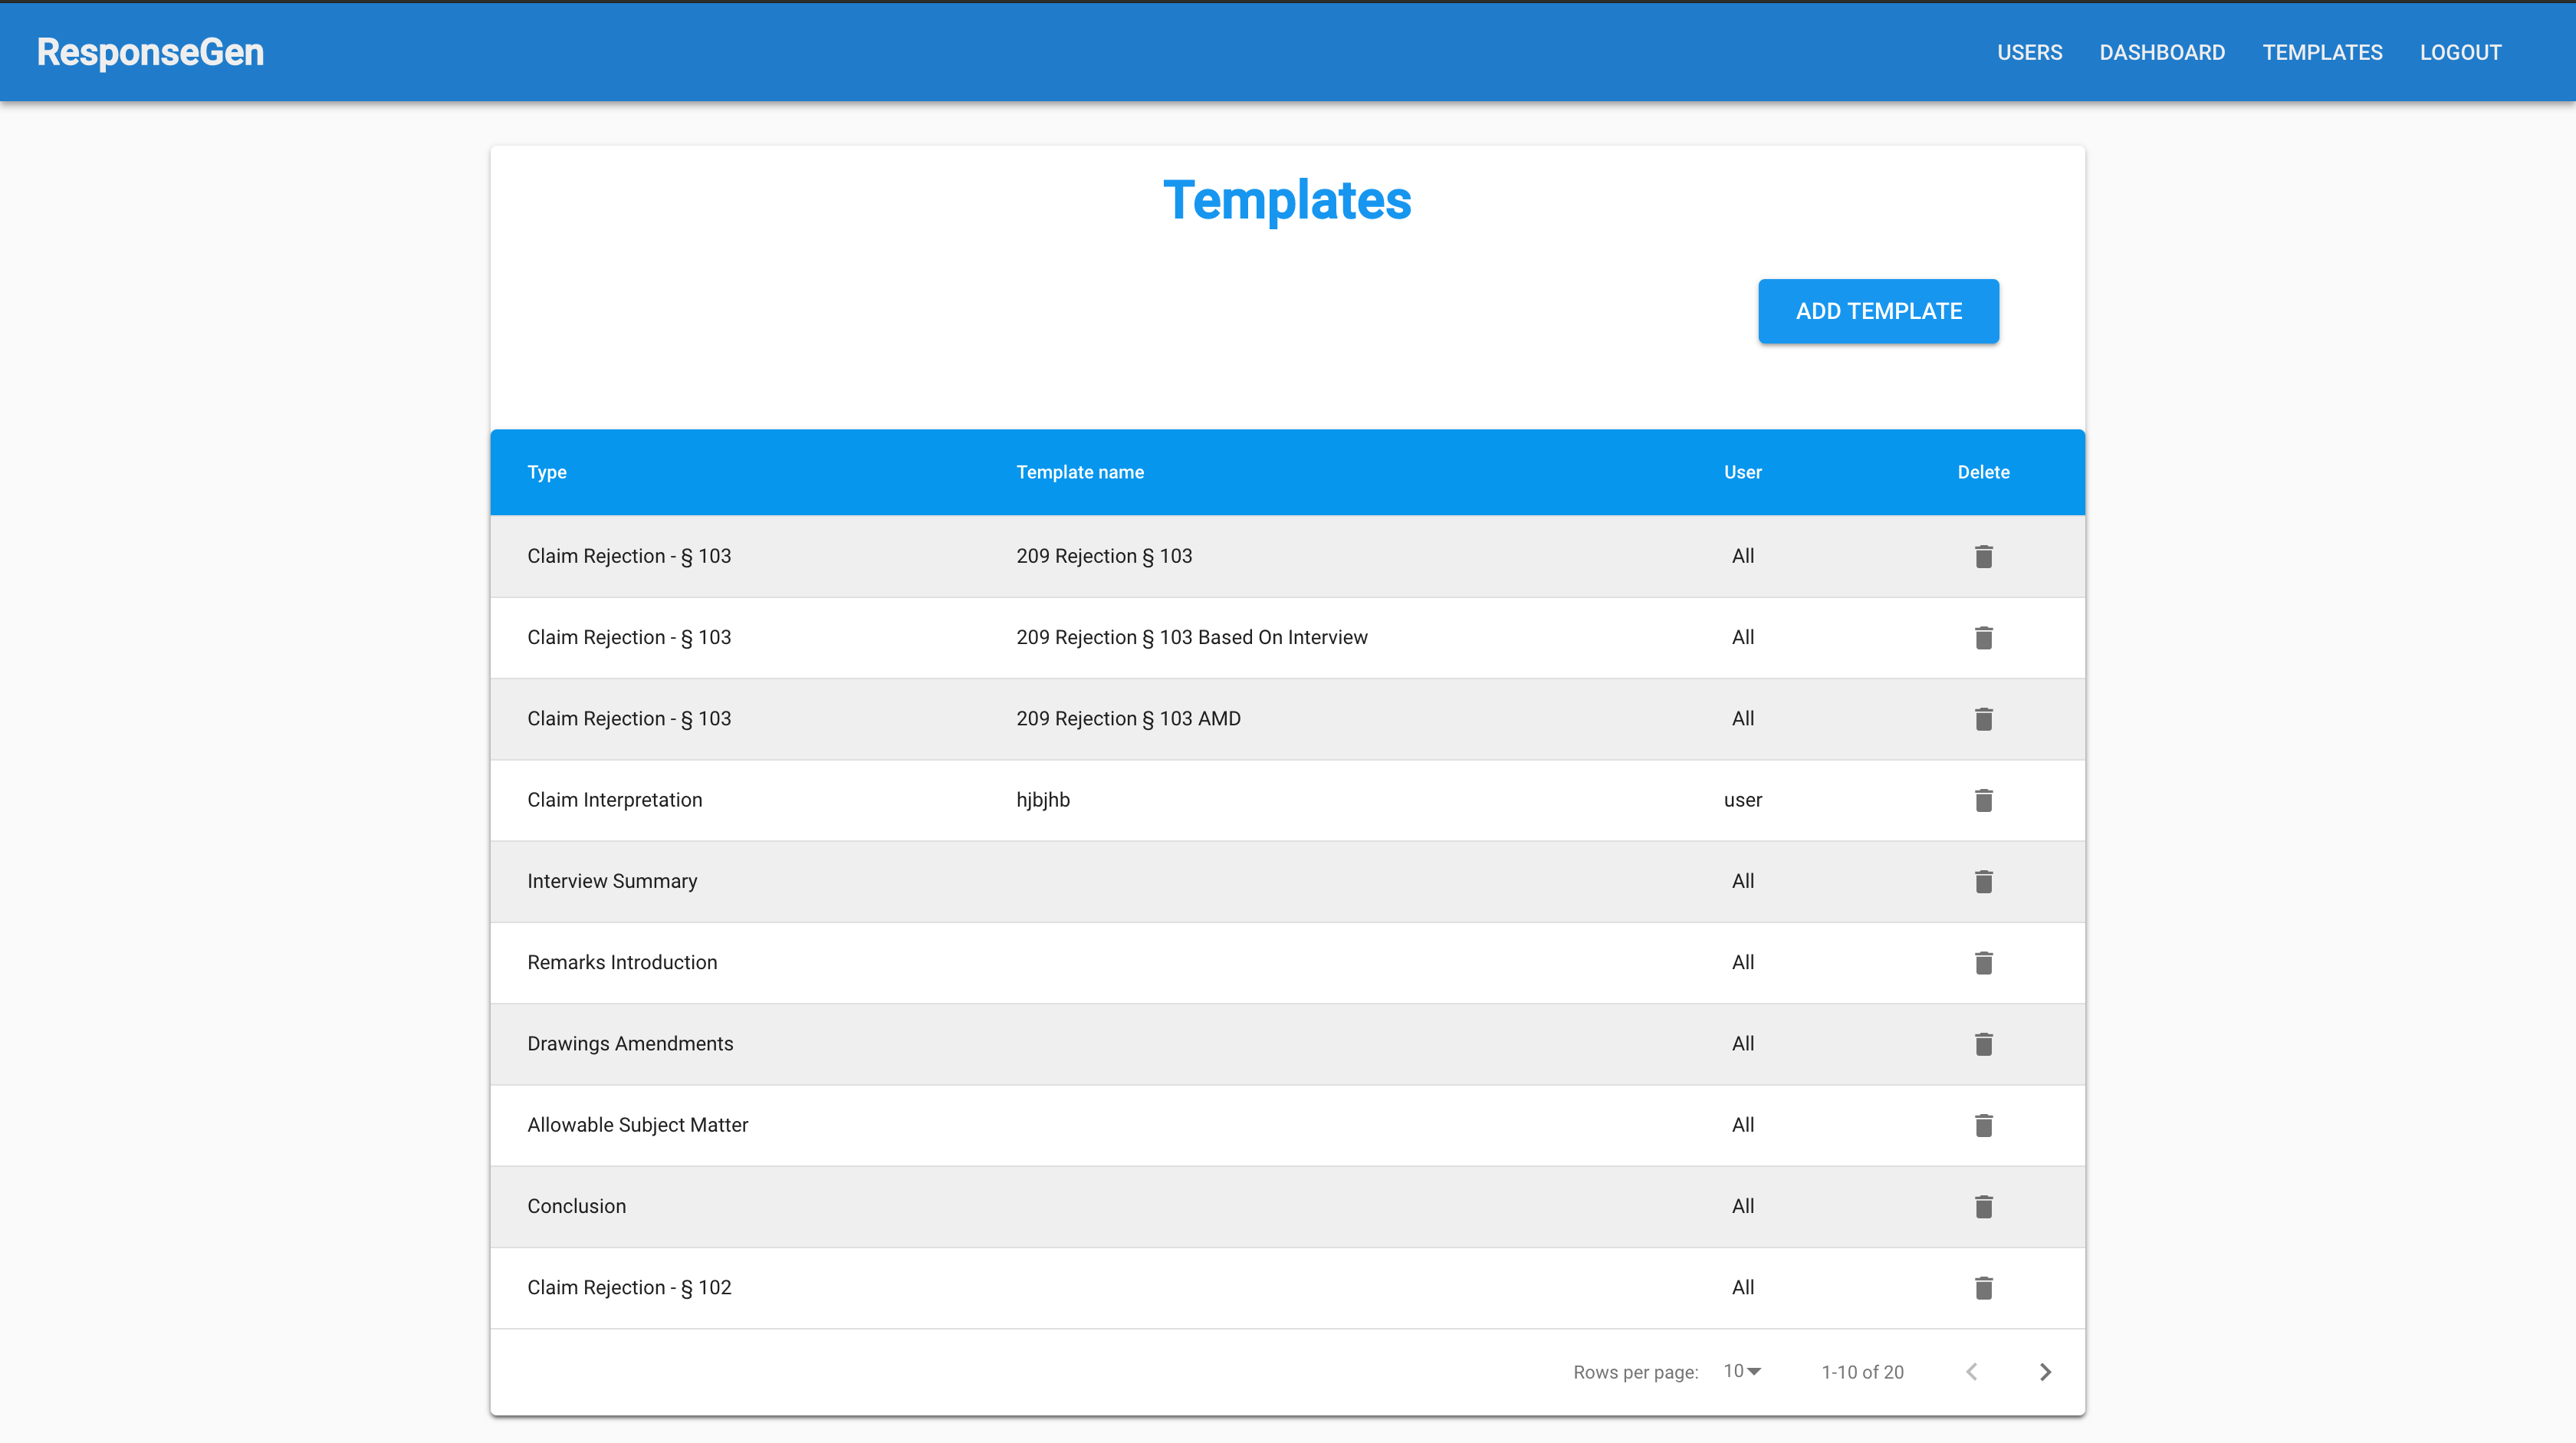 ResponseGen USERS DASHBOARD TEMPLATES LOGOUT
Templates
ADD TEMPLATE
Type Template name User Delete
Claim Rejection - § 103 209 Rejection § 103 All
Claim Rejection - § 103 209 Rejection § 103 Based On Interview All
Claim Rejection - § 103 209 Rejection § 103 AMD All
Claim Interpretation hjbjhb user
Interview Summary All
Remarks Introduction All
Drawings Amendments All
Allowable Subject Matter All
Conclusion All
Claim Rejection - § 102 All
Rows per page: 10 1-10 of 20